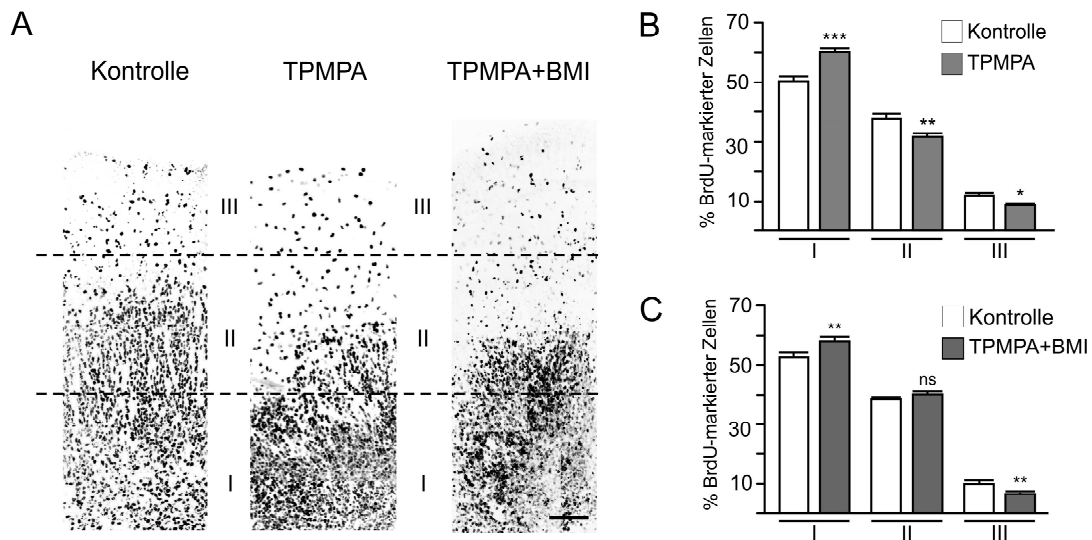 A
Kontrolle
TPMPA
TPMPA+BMI
III
III
II
II
I
I
B
% BrdU-markierter Zellen
70
50
30
10
Kontrolle
TPMPA
***
**
*
I
II
III
C
% BrdU-markierter Zellen
70
50
30
10
Kontrolle
TPMPA+BMI
**
ns
**
I
II
III